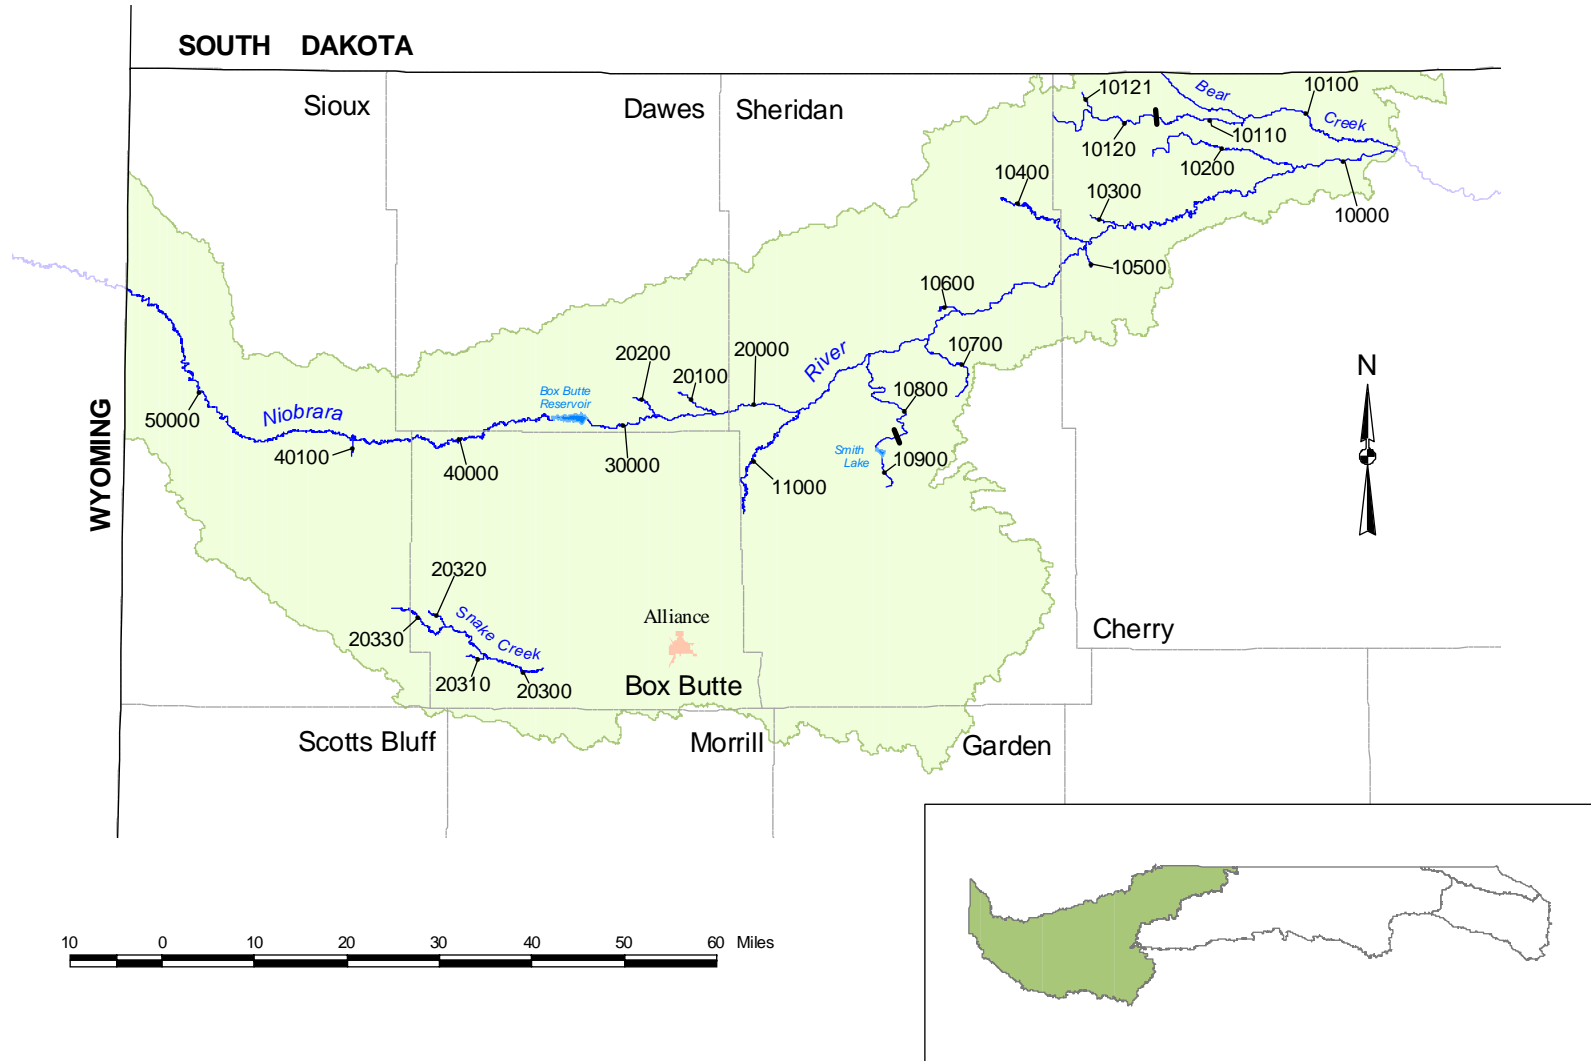 SOUTH DAKOTA
Sioux
Dawes
Sheridan
10121
Bear
10100
Creek
10120
10110
10200
10400
10300
10000
10500
10600
N
River
10700
20200
20100
20000
Box Butte
Reservoir
10800
50000
Niobrara
WYOMING
40100
40000
30000
Smith
Lake
10900
11000
20320
Snake Creek
20330
Alliance
Cherry
20310
20300
Box Butte
Scotts Bluff
Morrill
Garden
10 0 10 20 30 40 50 60 Miles